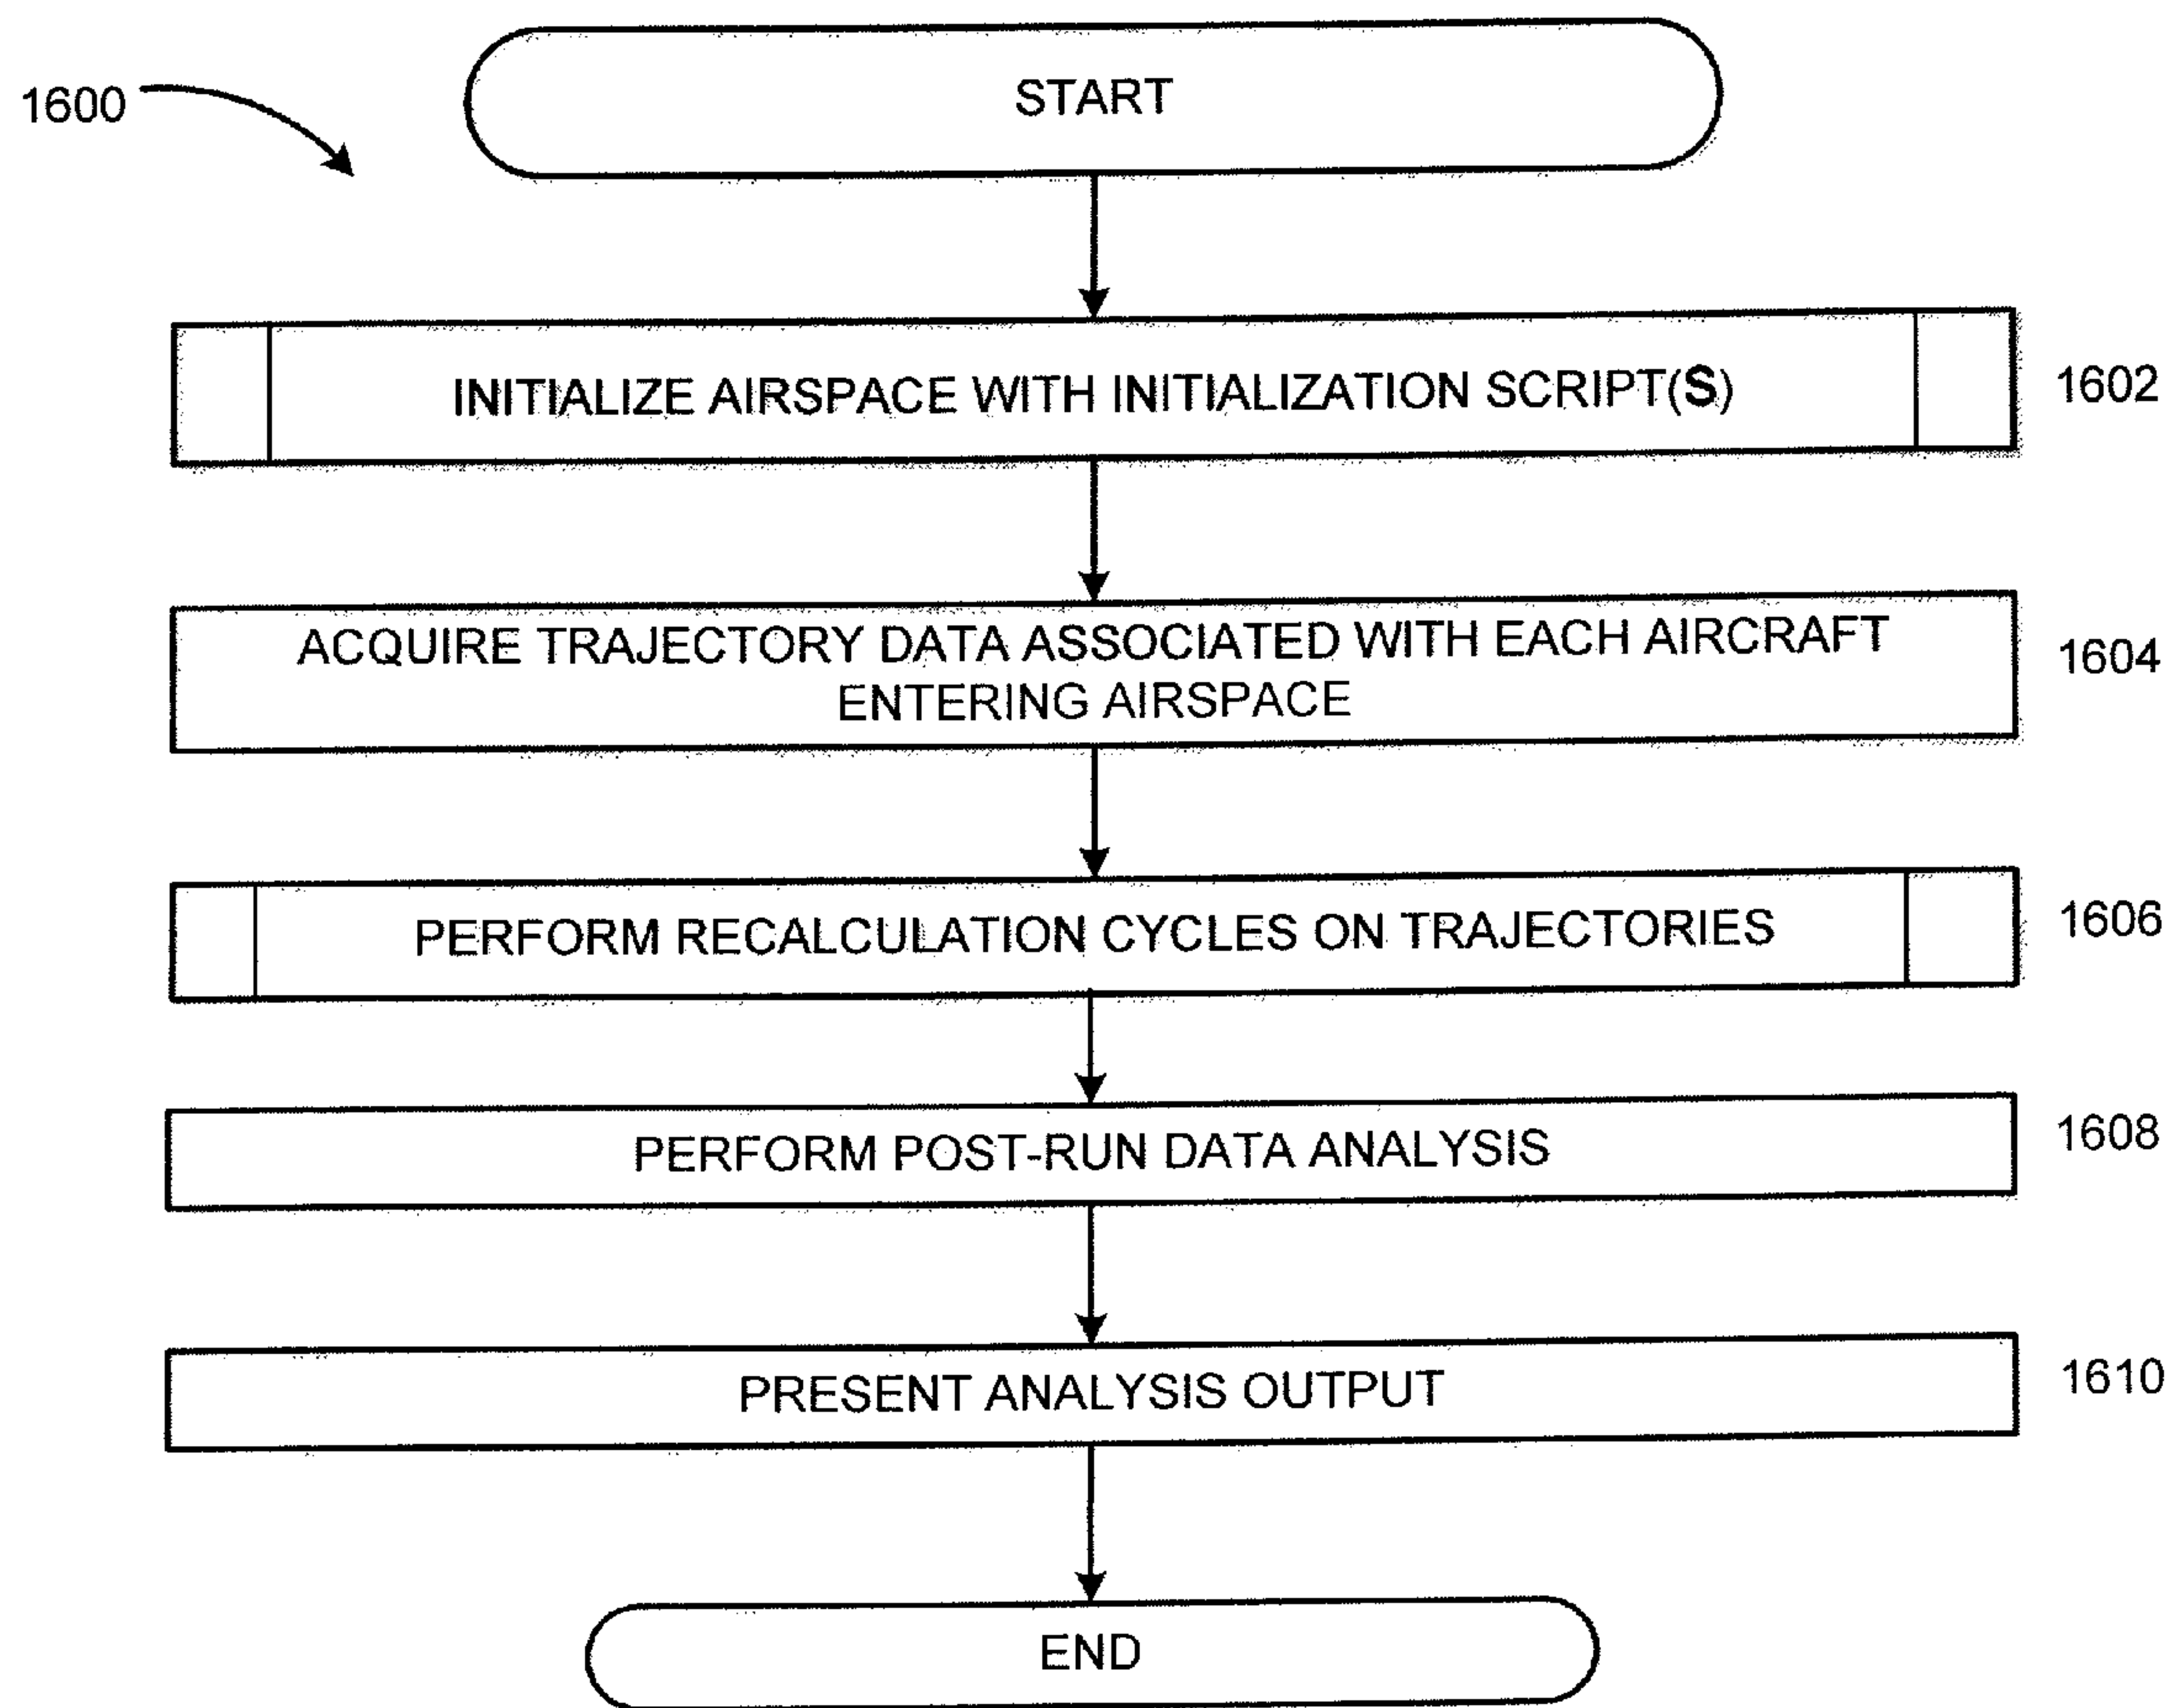 1600
START
INITIALIZE AIRSPACE WITH INITIALIZATION SCRIPT(S)
1602
ACQUIRE TRAJECTORY DATA ASSOCIATED WITH EACH AIRCRAFT
ENTERING AIRSPACE
1604
PERFORM RECALCULATION CYCLES ON TRAJECTORIES
1606
PERFORM POST-RUN DATA ANALYSIS
1608
PRESENT ANALYSIS OUTPUT
1610
END